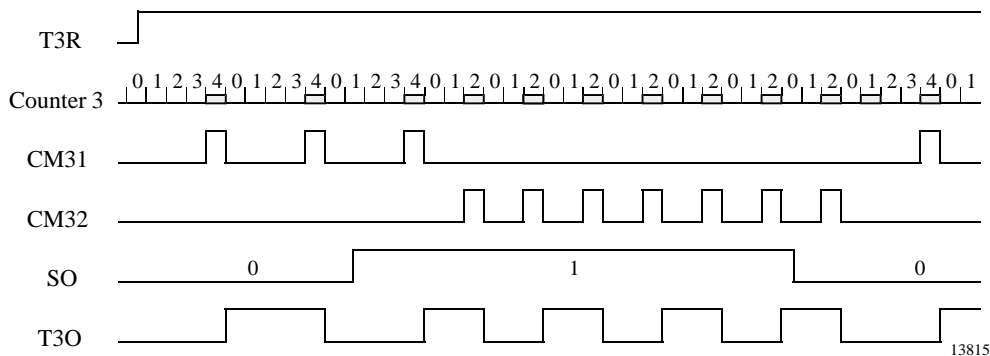 T3R
0 1 2 3 4 0 1 2 3 4 0 1 2 3 4 0 1 2 0 1 2 0 1 2 0 1 2 0 1 2 0 1 2 0 1 2 0 1 2 3 4 0 1
Counter 3
CM31
CM32
SO 0 1 0
T3O
13815